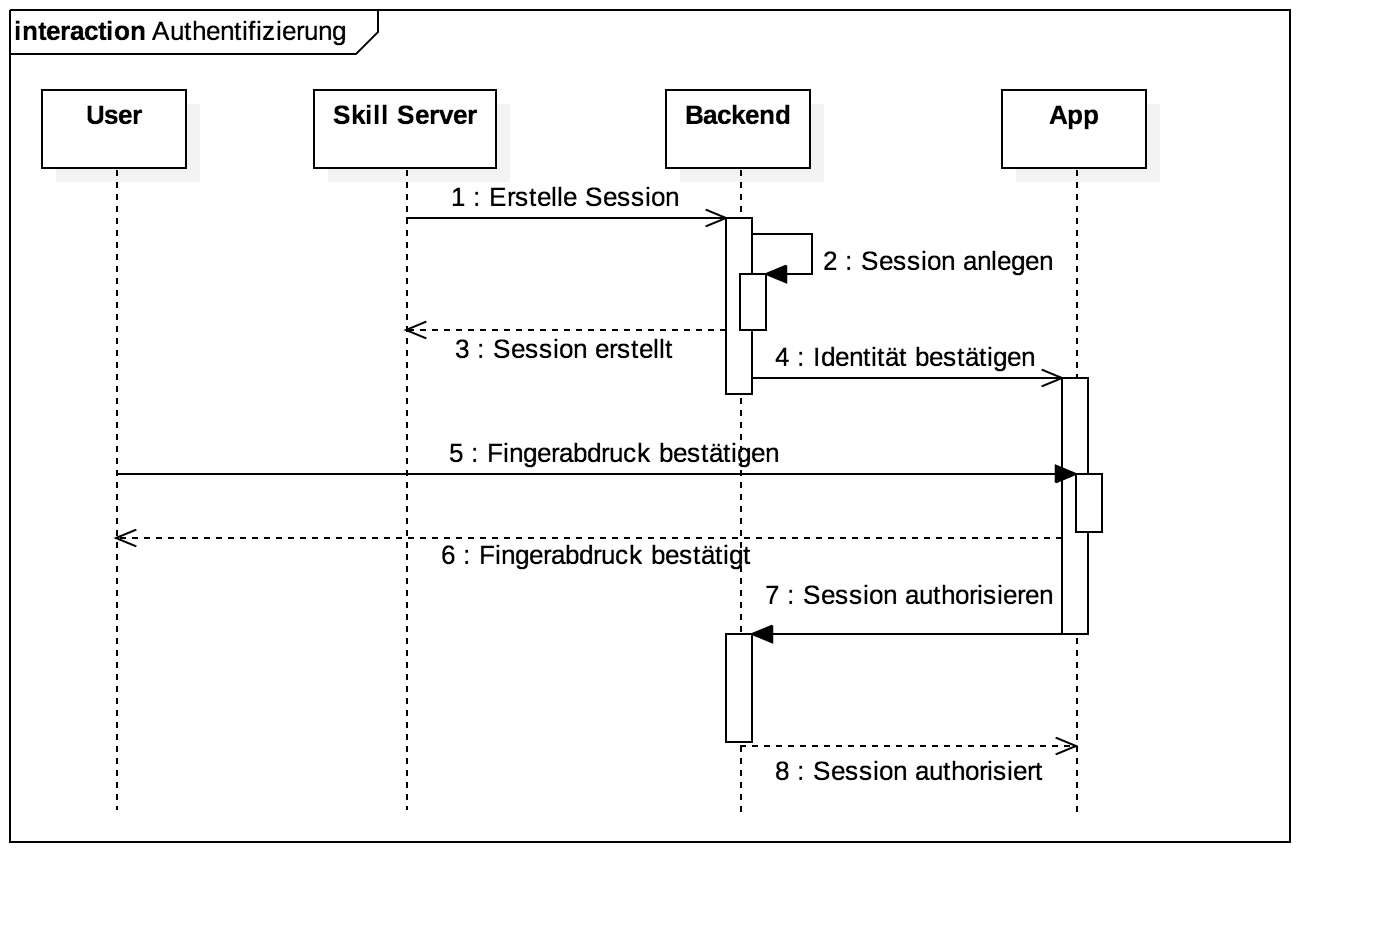 interaction Authentifizierung
User
Skill Server
Backend
App
1 : Erstelle Session
2 : Session anlegen
3 : Session erstellt
4 : Identität bestätigen
5 : Fingerabdruck bestätigen
6 : Fingerabdruck bestätigt
7 : Session authorisieren
8 : Session authorisiert